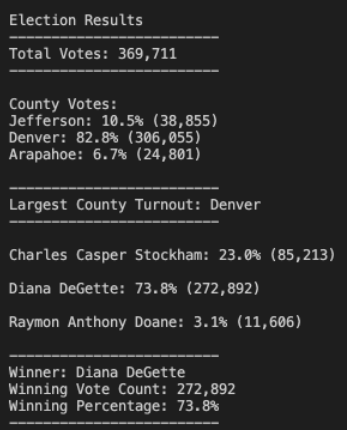 Election Results
-------------------------
Total Votes: 369,711
-------------------------
County Votes:
Jefferson: 10.5% (38,855)
Denver: 82.8% (306,055)
Arapahoe: 6.7% (24,801)
-------------------------
Largest County Turnout: Denver
-------------------------
Charles Casper Stockham: 23.0% (85,213)
Diana DeGette: 73.8% (272,892)
Raymon Anthony Doane: 3.1% (11,606)
-------------------------
Winner: Diana DeGette
Winning Vote Count: 272,892
Winning Percentage: 73.8%
-------------------------